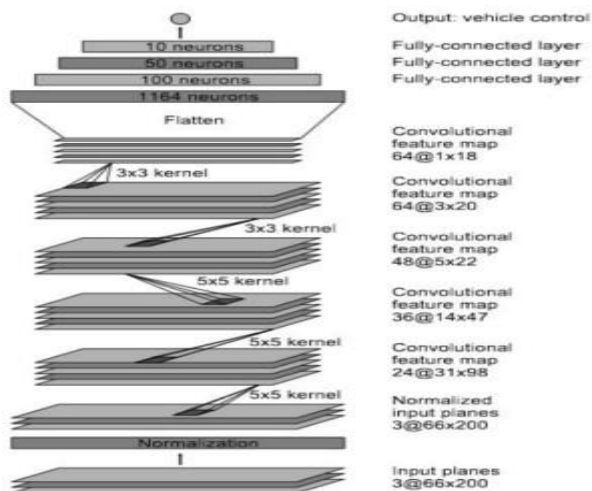 Output: vehicle control
10 neurons
Fully-connected layer
50 neurons
Fully-connected layer
100 neurons
Fully-connected layer
1164 neurons
Flatten
Convolutional
feature map
64@1x18
3x3 kernel
Convolutional
feature map
64@3x20
3x3 kernel
Convolutional
feature map
48@5x22
5x5 kernel
Convolutional
feature map
36@14x47
5x5 kernel
Convolutional
feature map
24@31x98
5x5 kernel
Normalized
input planes
3@66x200
Normalization
Input planes
3@66x200